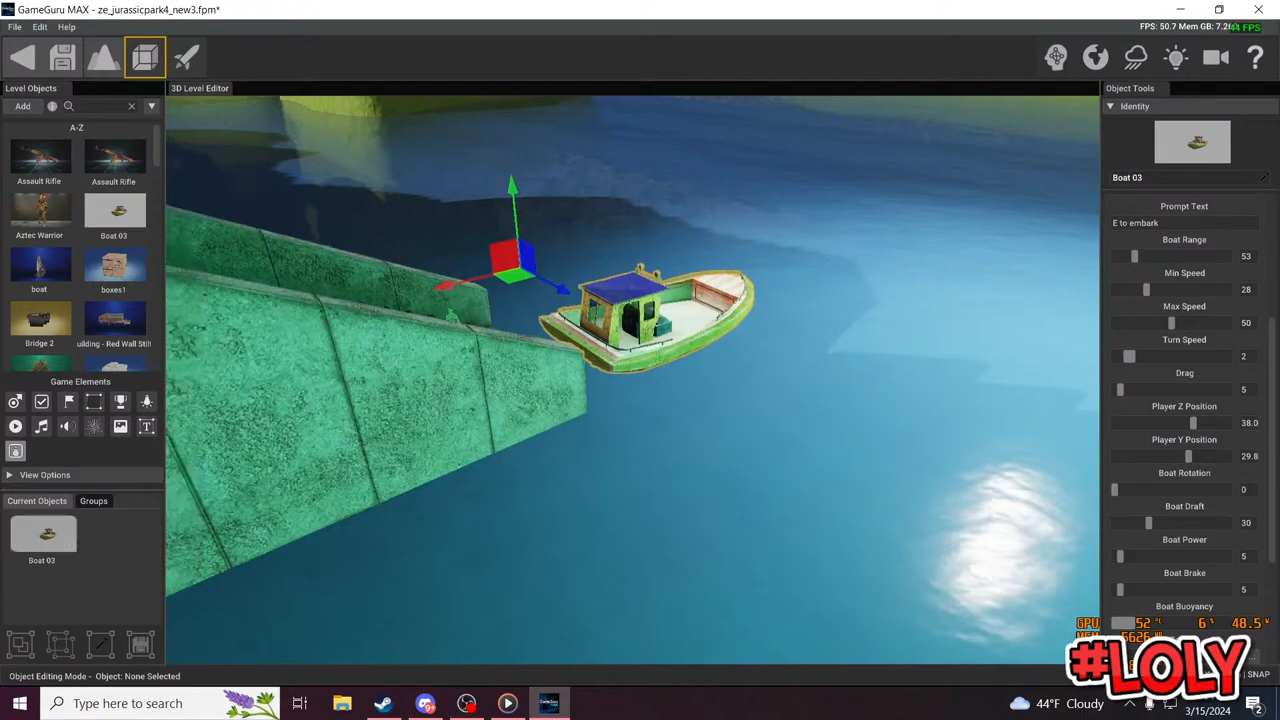 GameGuru MAX - ze_jurassicpark4_new3.fpm*
File Edit Help
FPS: 50.7 Mem GB: 7.2
44 FPS
Level Objects
3D Level Editor
Object Tools
Add
Identity
A-Z
Assault Rifle
Assault Rifle
Boat 03
Aztec Warrior
Boat 03
Prompt Text
E to embark
Boat Range
53
boat
boxes1
Min Speed
28
Max Speed
50
Bridge 2
uilding - Red Wall Stilt
Turn Speed
2
Drag
5
Game Elements
Player Z Position
38.0
Player Y Position
29.8
View Options
Boat Rotation
0
Current Objects
Groups
Boat Draft
30
Boat Power
5
Boat 03
Boat Brake
5
Boat Buoyancy
GPU 52 °C 6 % 48.5 W
5626
#LOLY
Object Editing Mode - Object: None Selected
SNAP
Type here to search
44°F Cloudy
3/15/2024
2